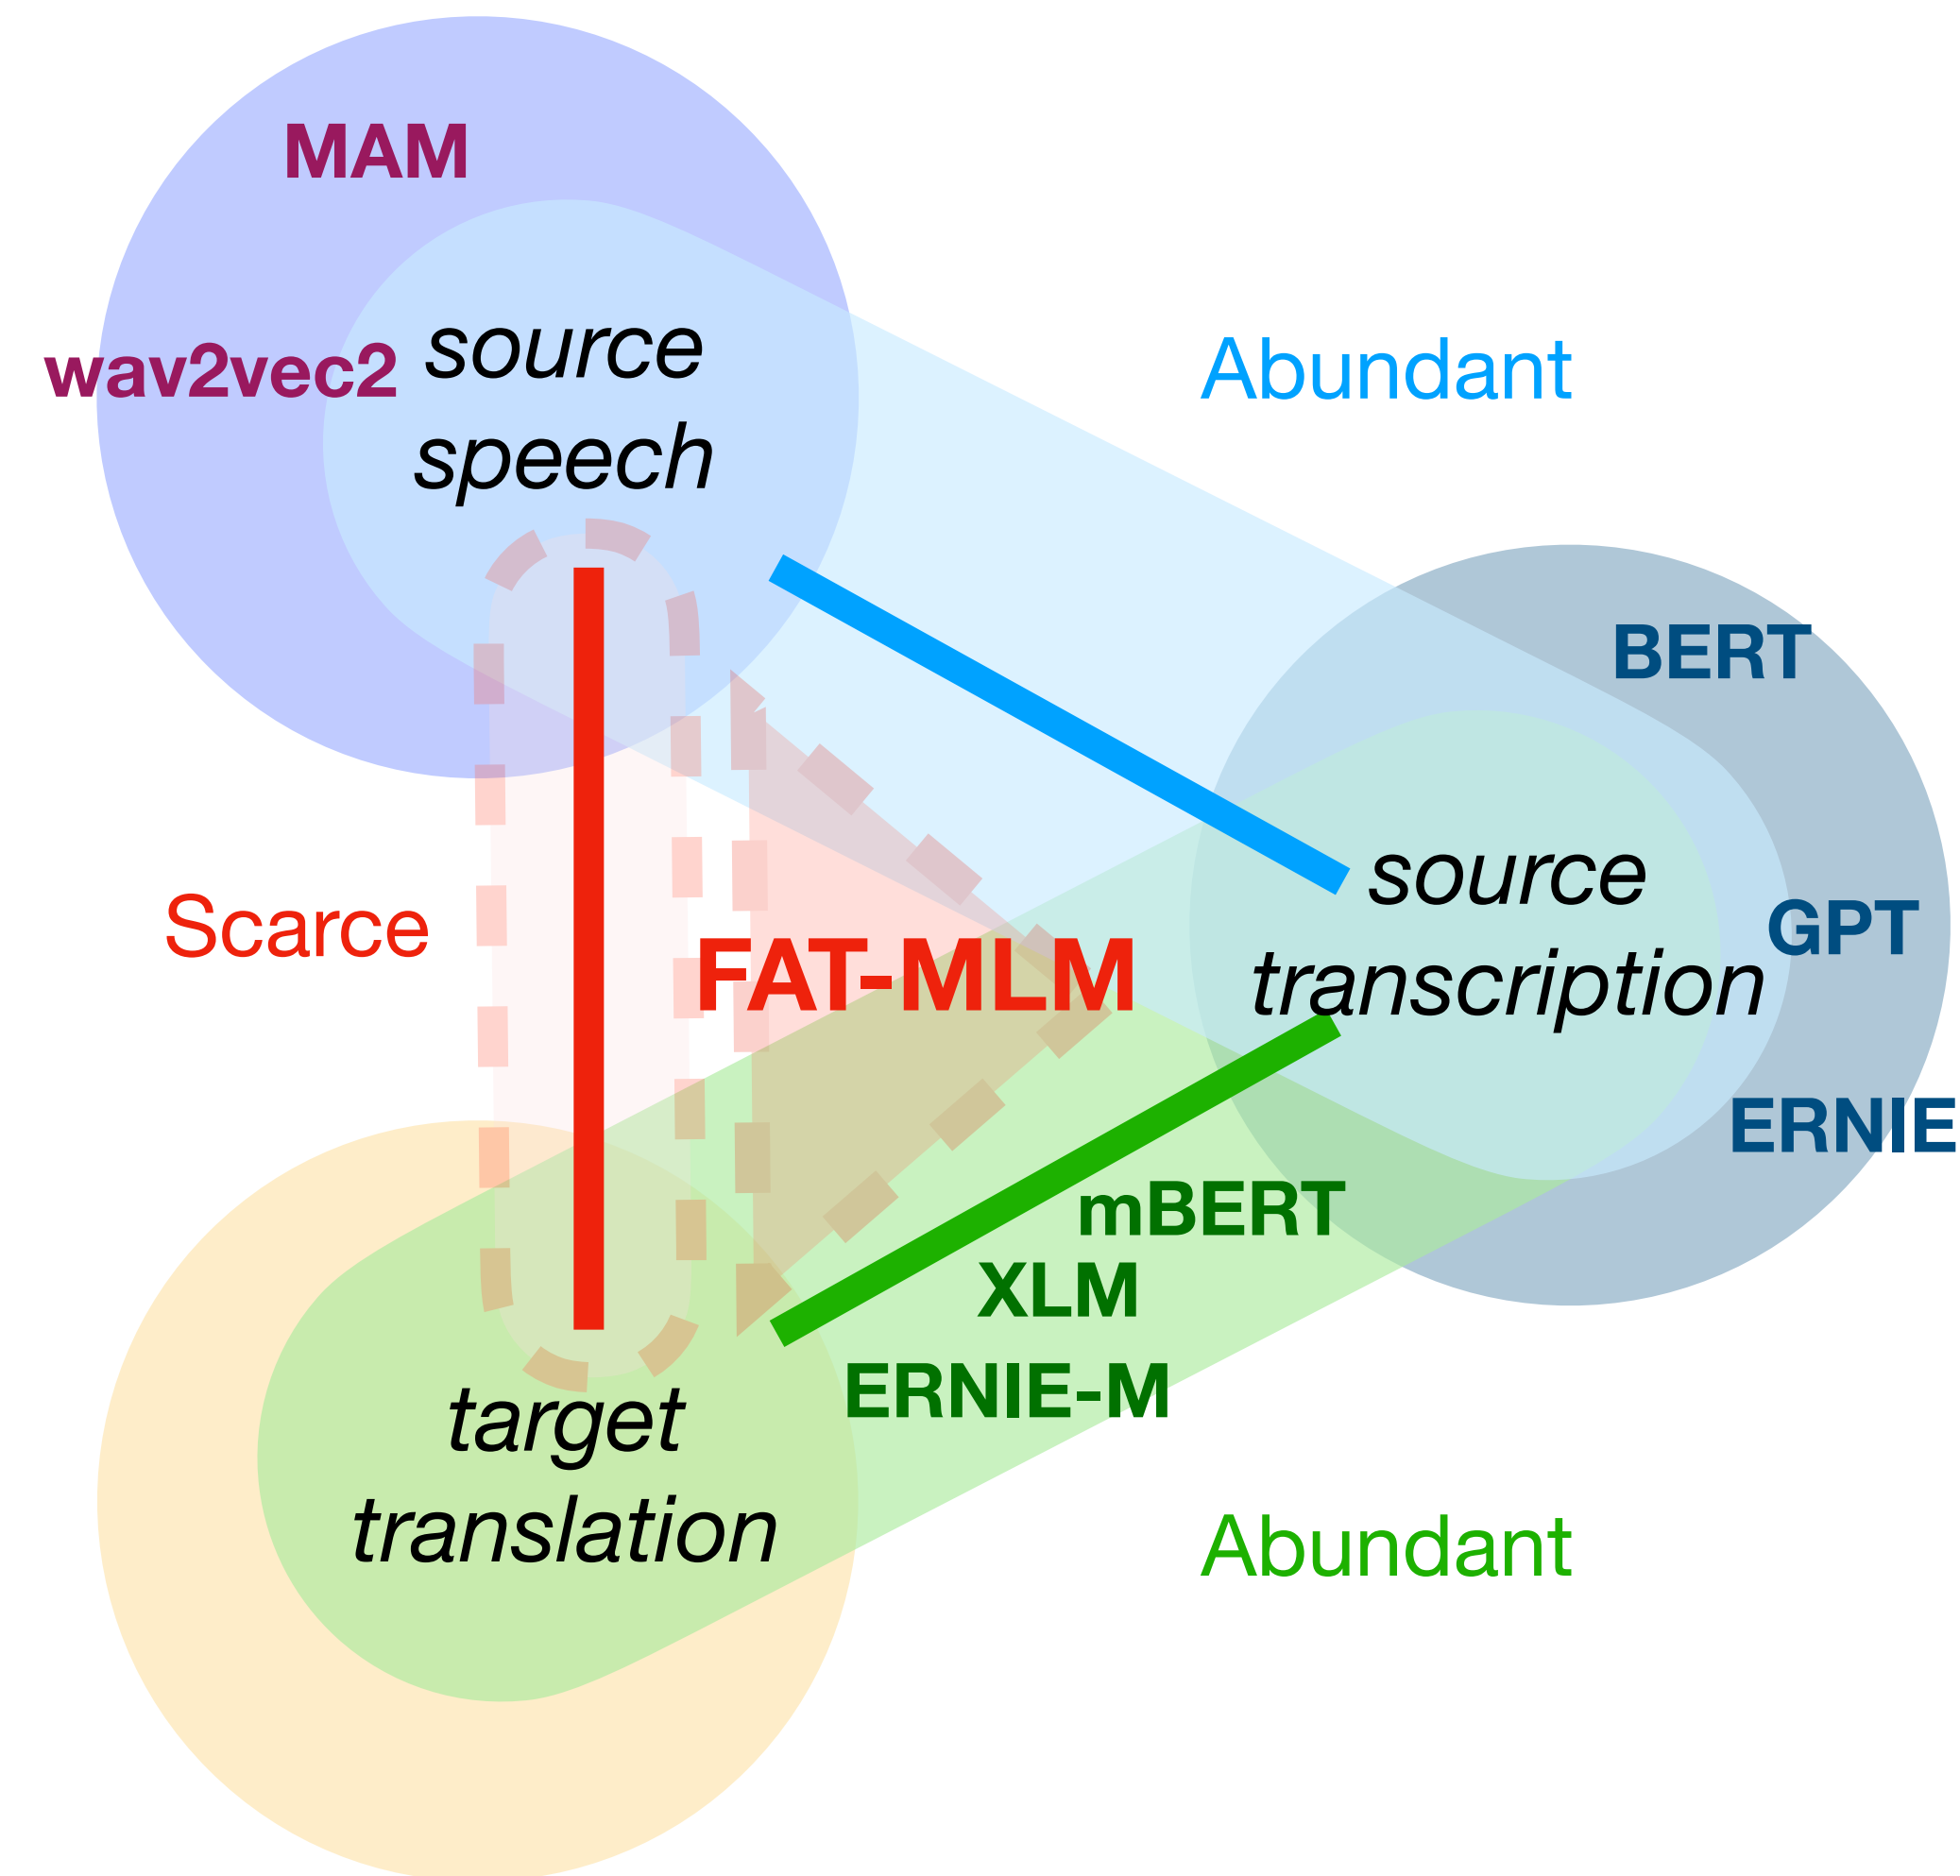 MAM
wav2vec2
source
speech
Abundant
BERT
source
transcription
GPT
ERNIE
Scarce
FAT-MLM
mBERT
XLM
ERNIE-M
target
translation
Abundant